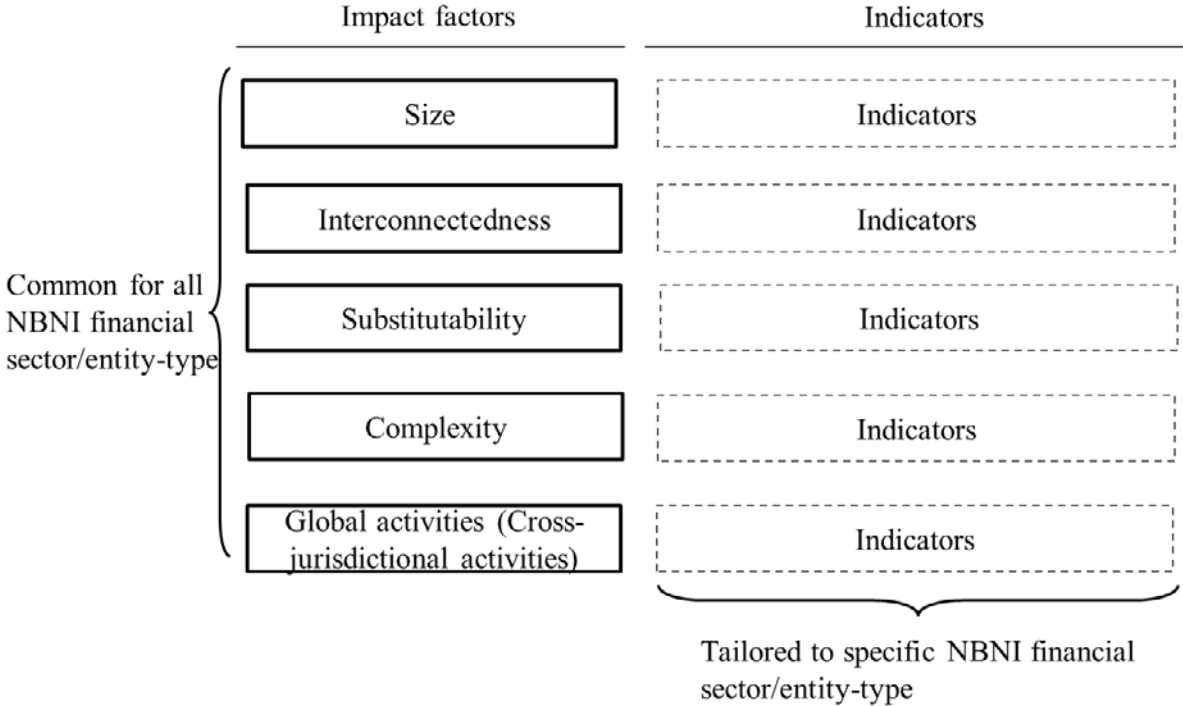 Impact factors
Indicators
Size
Indicators
Interconnectedness
Indicators
Common for all
NBNI financial
sector/entity-type
Substitutability
Indicators
Complexity
Indicators
Global activities (Cross-
jurisdictional activities)
Indicators
Tailored to specific NBNI financial
sector/entity-type